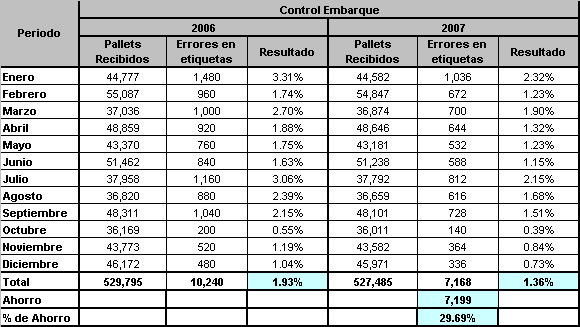 Control Embarque
Periodo 2006 2007
Pallets Recibidos Errores en etiquetas Resultado Pallets Recibidos Errores en etiquetas Resultado
Enero 44,777 1,480 3.31% 44,582 1,036 2.32%
Febrero 55,087 960 1.74% 54,847 672 1.23%
Marzo 37,036 1,000 2.70% 36,874 700 1.90%
Abril 48,859 920 1.88% 48,646 644 1.32%
Mayo 43,370 760 1.75% 43,181 532 1.23%
Junio 51,462 840 1.63% 51,238 588 1.15%
Julio 37,958 1,160 3.06% 37,792 812 2.15%
Agosto 36,820 880 2.39% 36,659 616 1.68%
Septiembre 48,311 1,040 2.15% 48,101 728 1.51%
Octubre 36,169 200 0.55% 36,011 140 0.39%
Noviembre 43,773 520 1.19% 43,582 364 0.84%
Diciembre 46,172 480 1.04% 45,971 336 0.73%
Total 529,795 10,240 1.93% 527,485 7,168 1.36%
Ahorro 7,199
% de Ahorro 29.69%